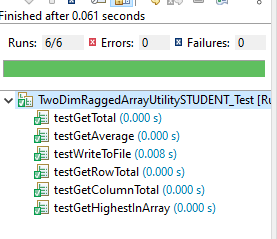 Finished after 0.061 seconds
Runs: 6/6 Errors: 0 Failures: 0
TwoDimRaggedArrayUtilitySTUDENT_Test [Ru
testGetTotal (0.000 s)
testGetAverage (0.000 s)
testWriteToFile (0.008 s)
testGetRowTotal (0.000 s)
testGetColumnTotal (0.000 s)
testGetHighestInArray (0.000 s)